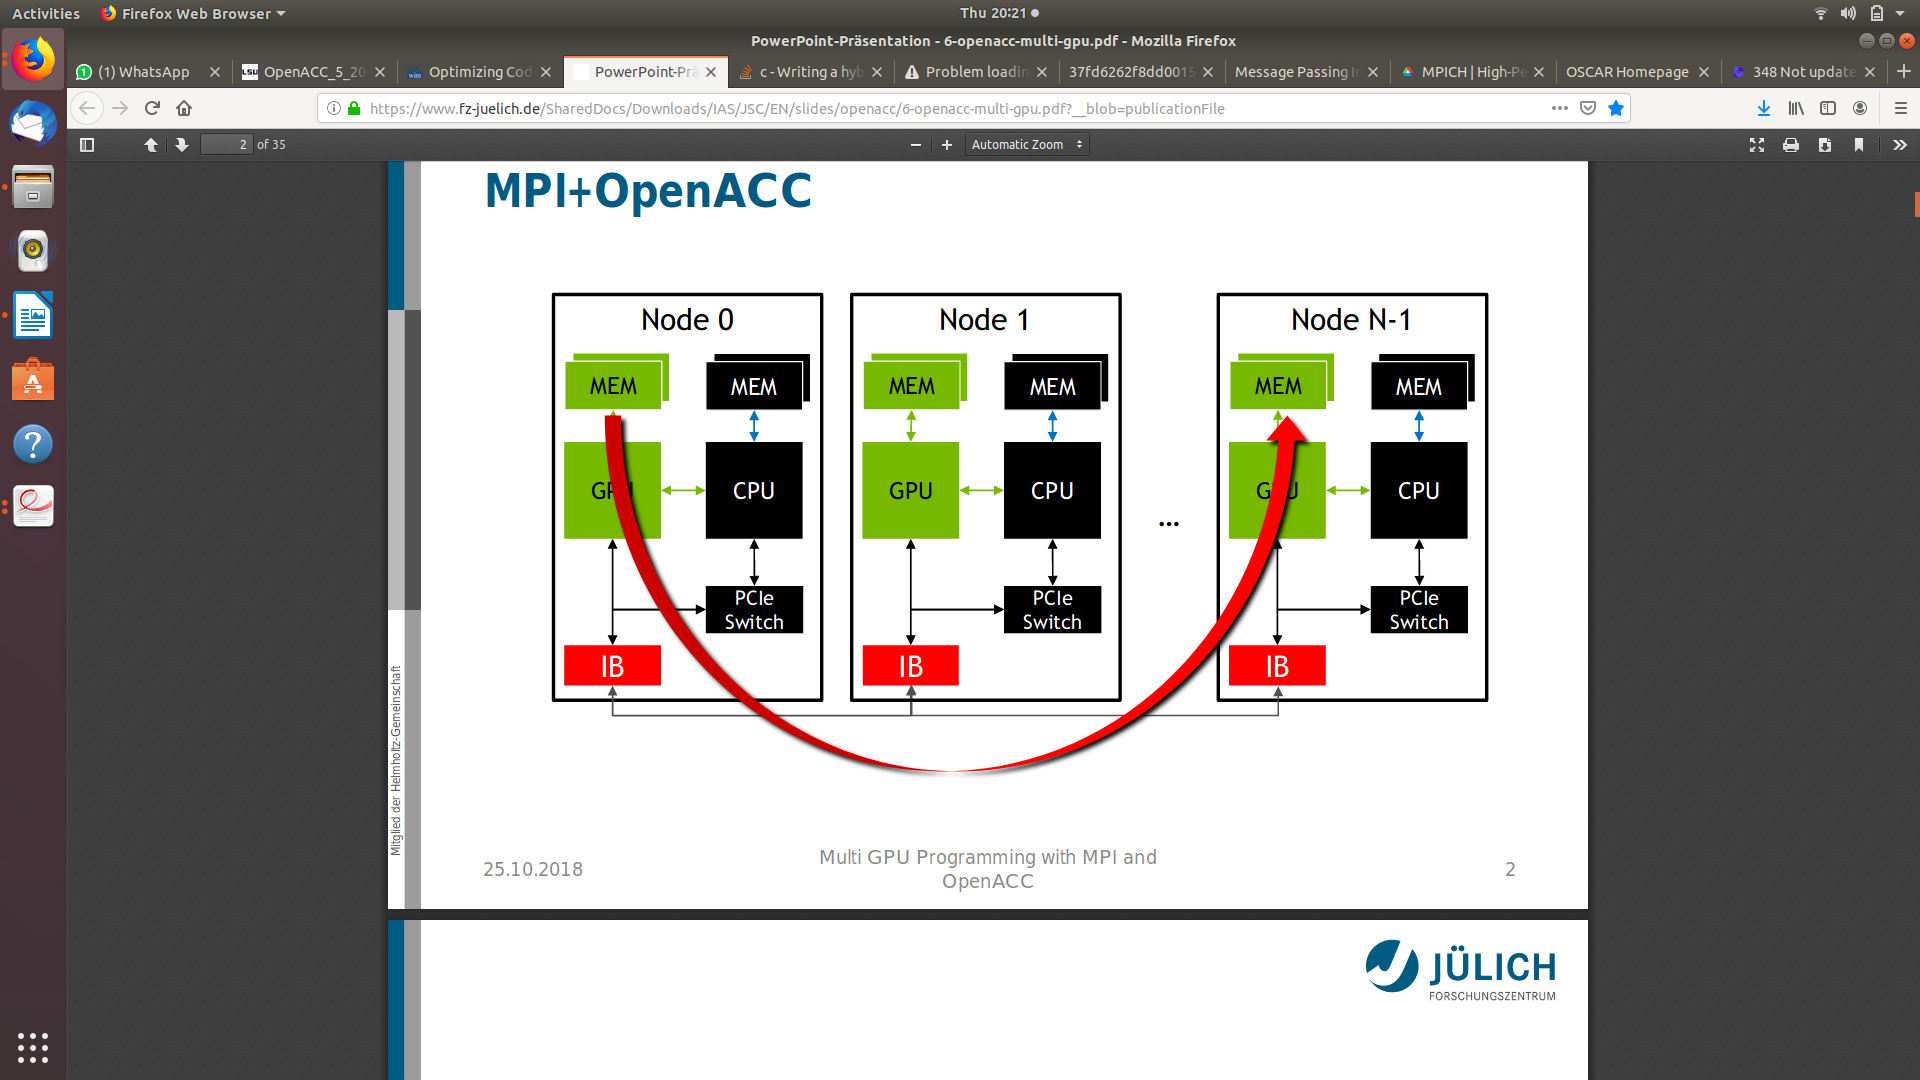 Activities
Firefox Web Browser
Thu 20:21
PowerPoint-Präsentation - 6-openacc-multi-gpu.pdf - Mozilla Firefox
(1) WhatsApp
LSU
OpenACC_5_20
wire
Optimizing Cod
PowerPoint-Prä
c - Writing a hyb
Problem loadin
37fd6262f8dd0015
Message Passing In
MPICH | High-Pe
OSCAR Homepage
348 Not update
https://www.fz-juelich.de/SharedDocs/Downloads/IAS/JSC/EN/slides/openacc/6-openacc-multi-gpu.pdf?__blob=publicationFile
2 of 35
Automatic Zoom
MPI+OpenACC
Node 0
MEM
MEM
GPU
CPU
PCIe
Switch
IB
Node 1
MEM
MEM
GPU
CPU
PCIe
Switch
IB
...
Node N-1
MEM
MEM
GPU
CPU
PCIe
Switch
IB
Mitglied der Helmholtz-Gemeinschaft
25.10.2018
Multi GPU Programming with MPI and
OpenACC
2
JÜLICH
FORSCHUNGSZENTRUM